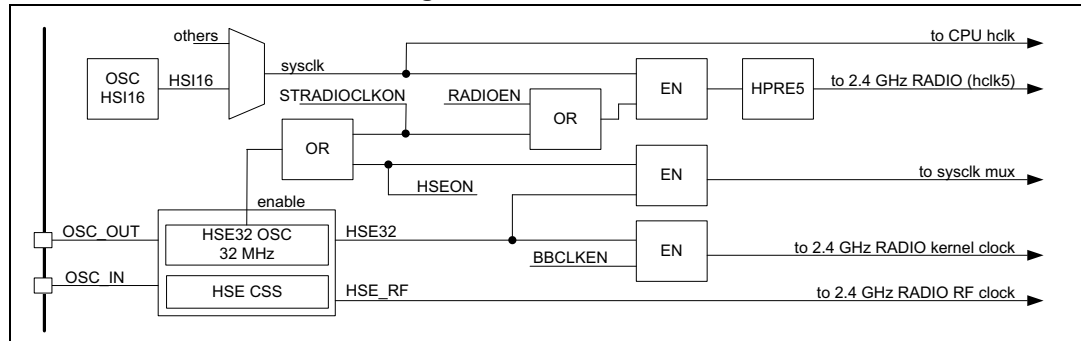 others
to CPU hclk
OSC
HSI16
HSI16
sysclk
STRADIOCLKON
RADIOEN
OR
EN
HPRE5
to 2.4 GHz RADIO (hclk5)
OR
HSEON
EN
to sysclk mux
enable
OSC_OUT
HSE32 OSC
32 MHz
HSE32
BBCLKEN
EN
to 2.4 GHz RADIO kernel clock
OSC_IN
HSE CSS
HSE_RF
to 2.4 GHz RADIO RF clock